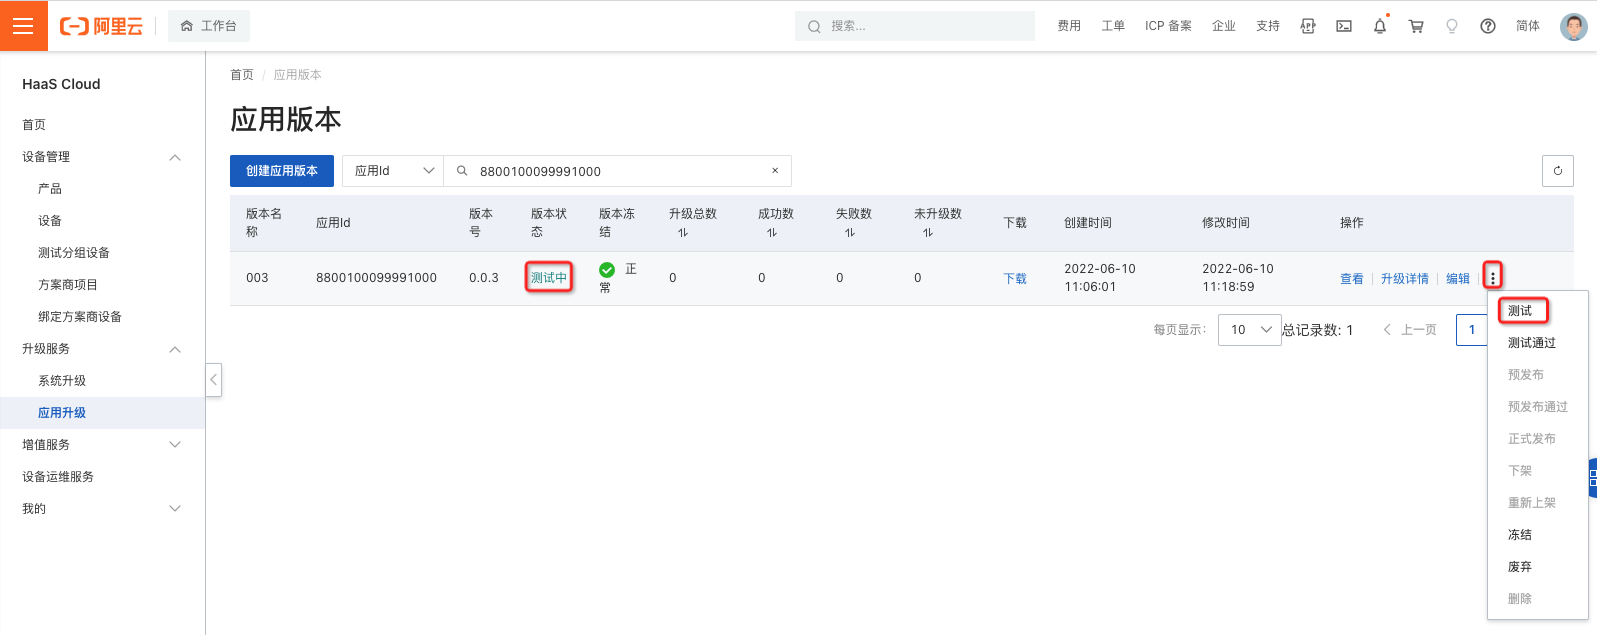 阿里云
工作台
搜索...
费用
工单
ICP 备案
企业
支持
简体
HaaS Cloud
首页
设备管理
产品
设备
测试分组设备
方案商项目
绑定方案商设备
升级服务
系统升级
应用升级
增值服务
设备运维服务
我的
首页 / 应用版本
应用版本
创建应用版本
应用Id
8800100099991000
版本名称
应用Id
版本号
版本状态
版本冻结
升级总数
成功数
失败数
未升级数
下载
创建时间
修改时间
操作
003
8800100099991000
0.0.3
测试中
正常
0
0
0
0
下载
2022-06-10
11:06:01
2022-06-10
11:18:59
查看
升级详情
编辑
每页显示:
10
总记录数: 1
上一页
1
测试
测试通过
预发布
预发布通过
正式发布
下架
重新上架
冻结
废弃
删除